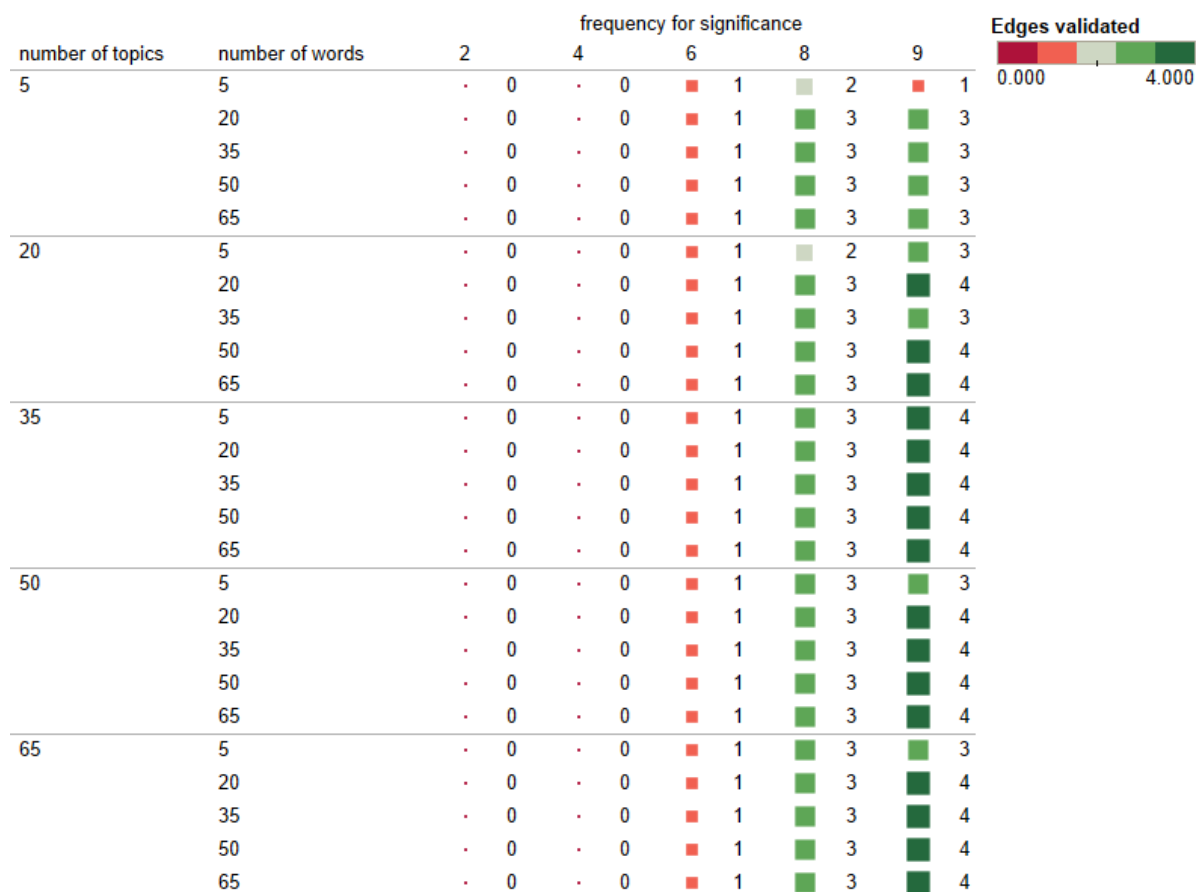 frequency for significance
Edges validated
number of topics number of words 2 4 6 8 9
0.000 4.000
5 5 0 0 1 2 1
20 0 0 1 3 3
35 0 0 1 3 3
50 0 0 1 3 3
65 0 0 1 3 3
20 5 0 0 1 2 3
20 0 0 1 3 4
35 0 0 1 3 3
50 0 0 1 3 4
65 0 0 1 3 4
35 5 0 0 1 3 4
20 0 0 1 3 4
35 0 0 1 3 4
50 0 0 1 3 4
65 0 0 1 3 4
50 5 0 0 1 3 3
20 0 0 1 3 4
35 0 0 1 3 4
50 0 0 1 3 4
65 0 0 1 3 4
65 5 0 0 1 3 3
20 0 0 1 3 4
35 0 0 1 3 4
50 0 0 1 3 4
65 0 0 1 3 4